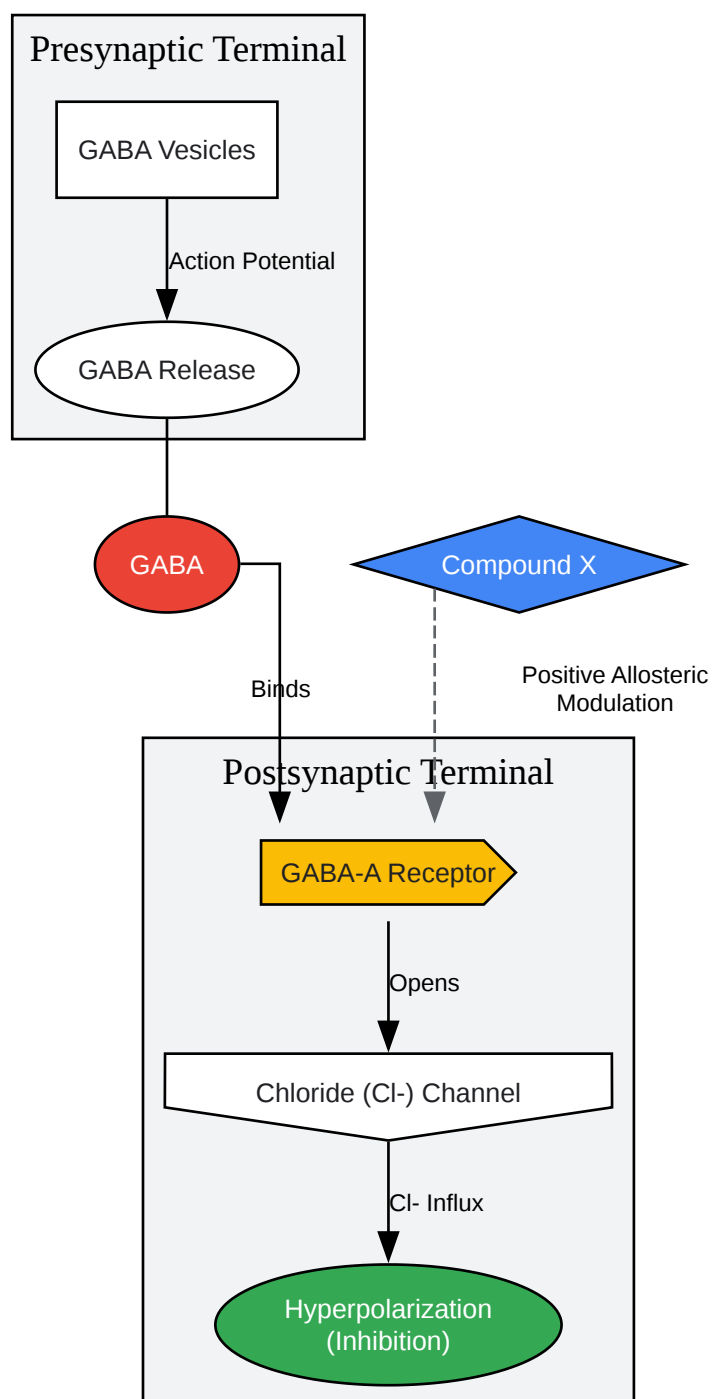 Presynaptic Terminal
GABA Vesicles
Action Potential
GABA Release
GABA
Compound X
Binds
Positive Allosteric
Modulation
Postsynaptic Terminal
GABA-A Receptor
Opens
Chloride (Cl-) Channel
Cl- Influx
Hyperpolarization
(Inhibition)